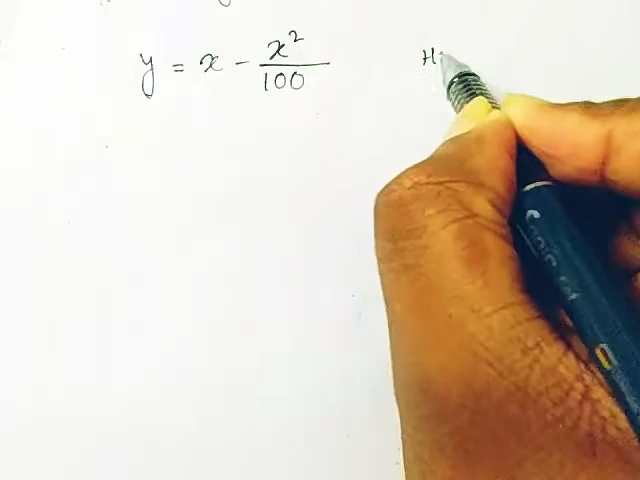 y = x - x²/100
H